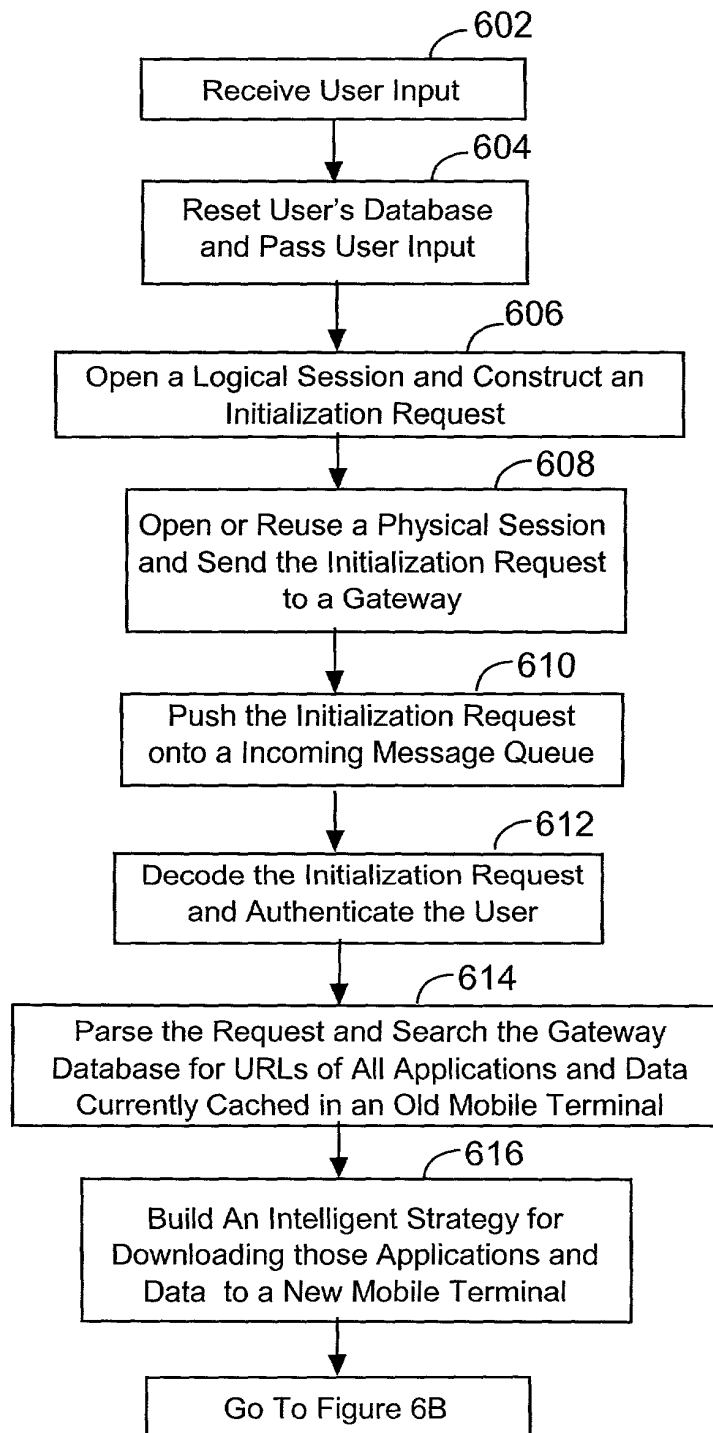 602
Receive User Input
604
Reset User's Database
and Pass User Input
606
Open a Logical Session and Construct an
Initialization Request
608
Open or Reuse a Physical Session
and Send the Initialization Request
to a Gateway
610
Push the Initialization Request
onto a Incoming Message Queue
612
Decode the Initialization Request
and Authenticate the User
614
Parse the Request and Search the Gateway
Database for URLs of All Applications and Data
Currently Cached in an Old Mobile Terminal
616
Build An Intelligent Strategy for
Downloading those Applications and
Data to a New Mobile Terminal
Go To Figure 6B